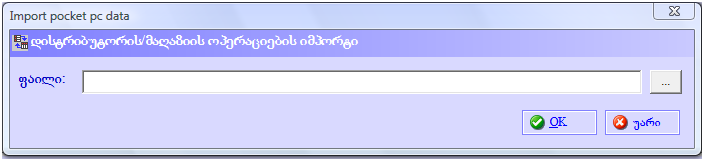 Import pocket pc data
დისტრიბუტორის/მაღაზიის ოპერაციების იმპორტი
ფაილი:
...
OK
უარი